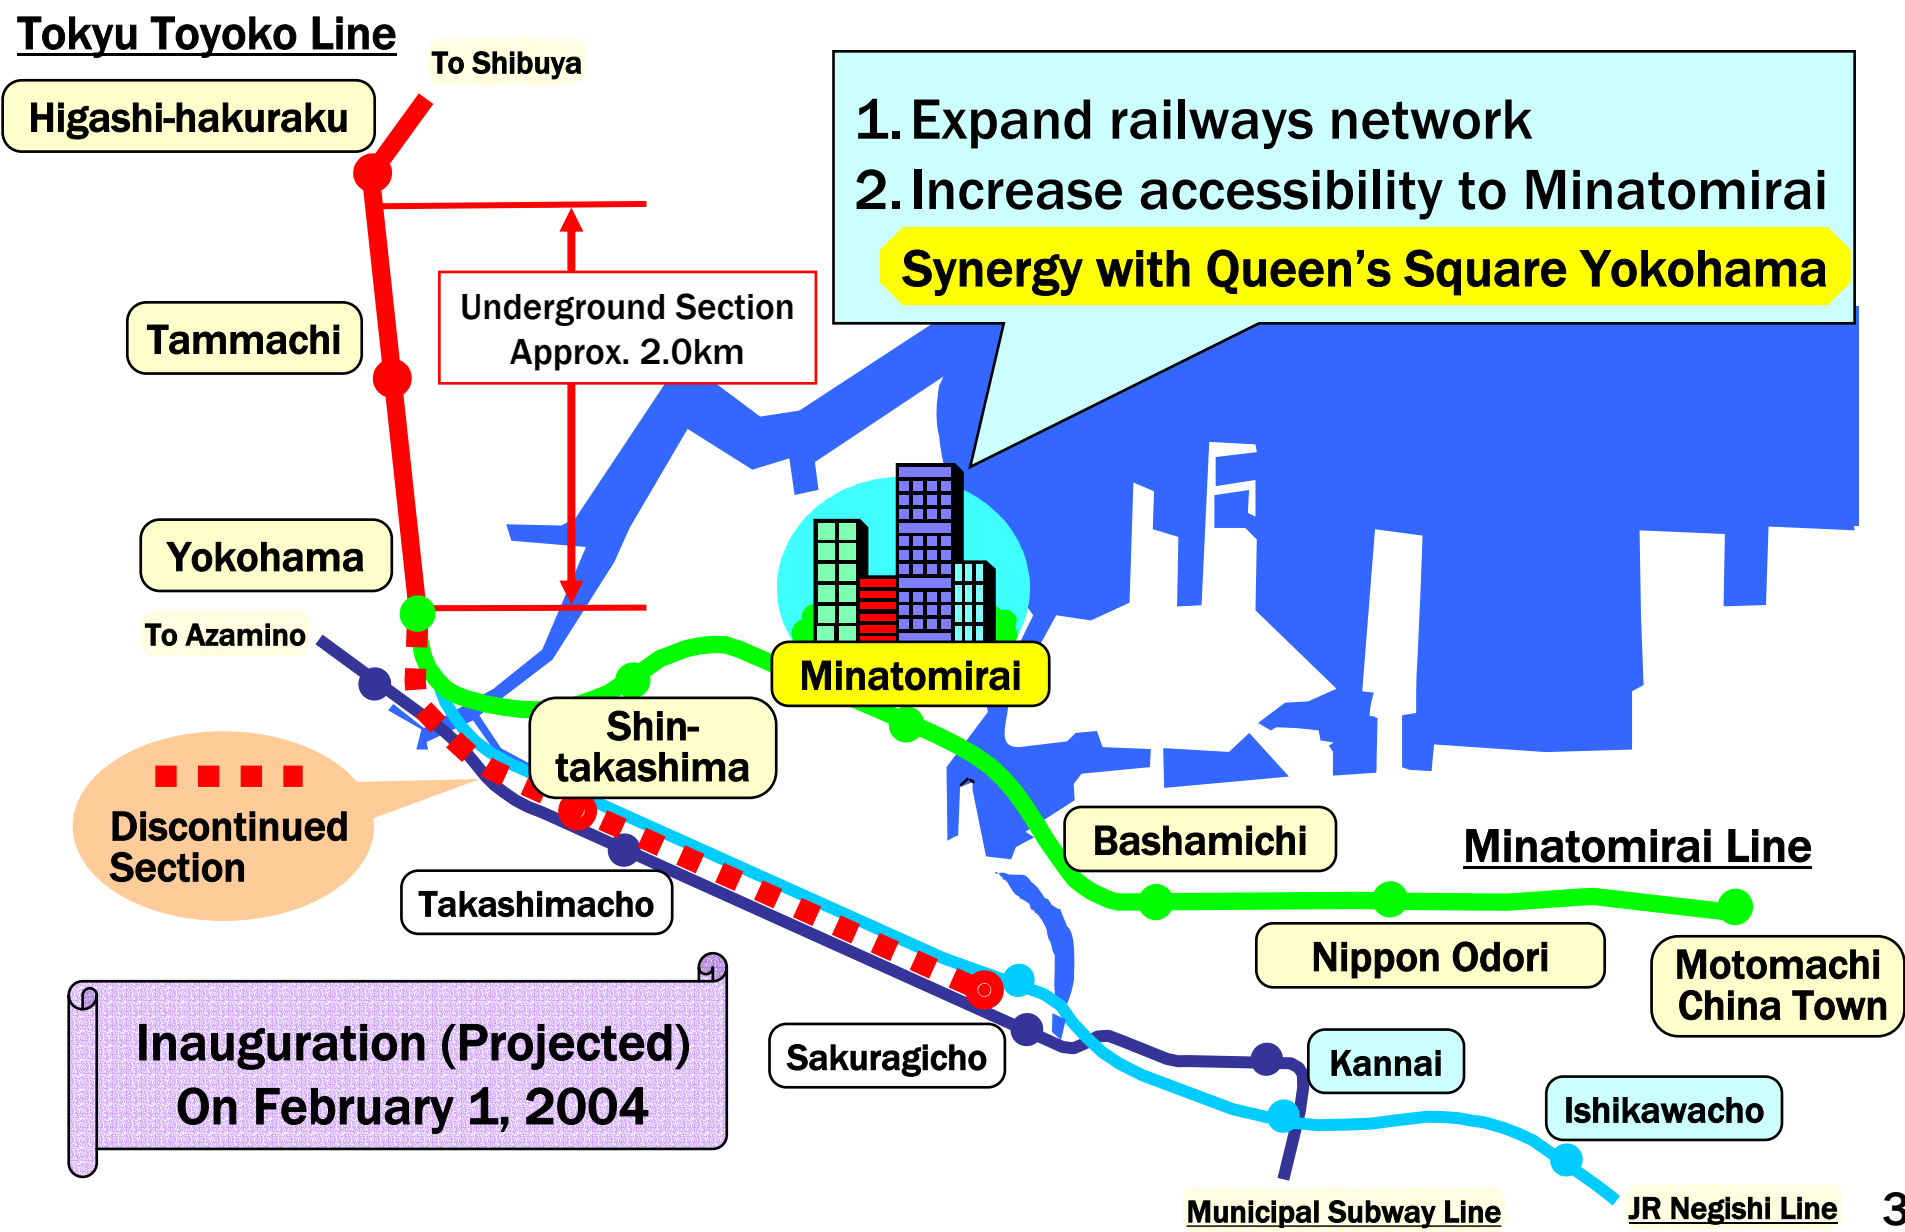 Tokyu Toyoko Line
To Shibuya
Higashi-hakuraku
1. Expand railways network
2. Increase accessibility to Minatomirai
Synergy with Queen’s Square Yokohama
Underground Section
Approx. 2.0km
Tammachi
Yokohama
To Azamino
Minatomirai
Shin-
takashima
Discontinued
Section
Bashamichi
Minatomirai Line
Takashimacho
Nippon Odori
Motomachi
China Town
Inauguration (Projected)
On February 1, 2004
Sakuragicho
Kannai
Ishikawacho
Municipal Subway Line
JR Negishi Line
3